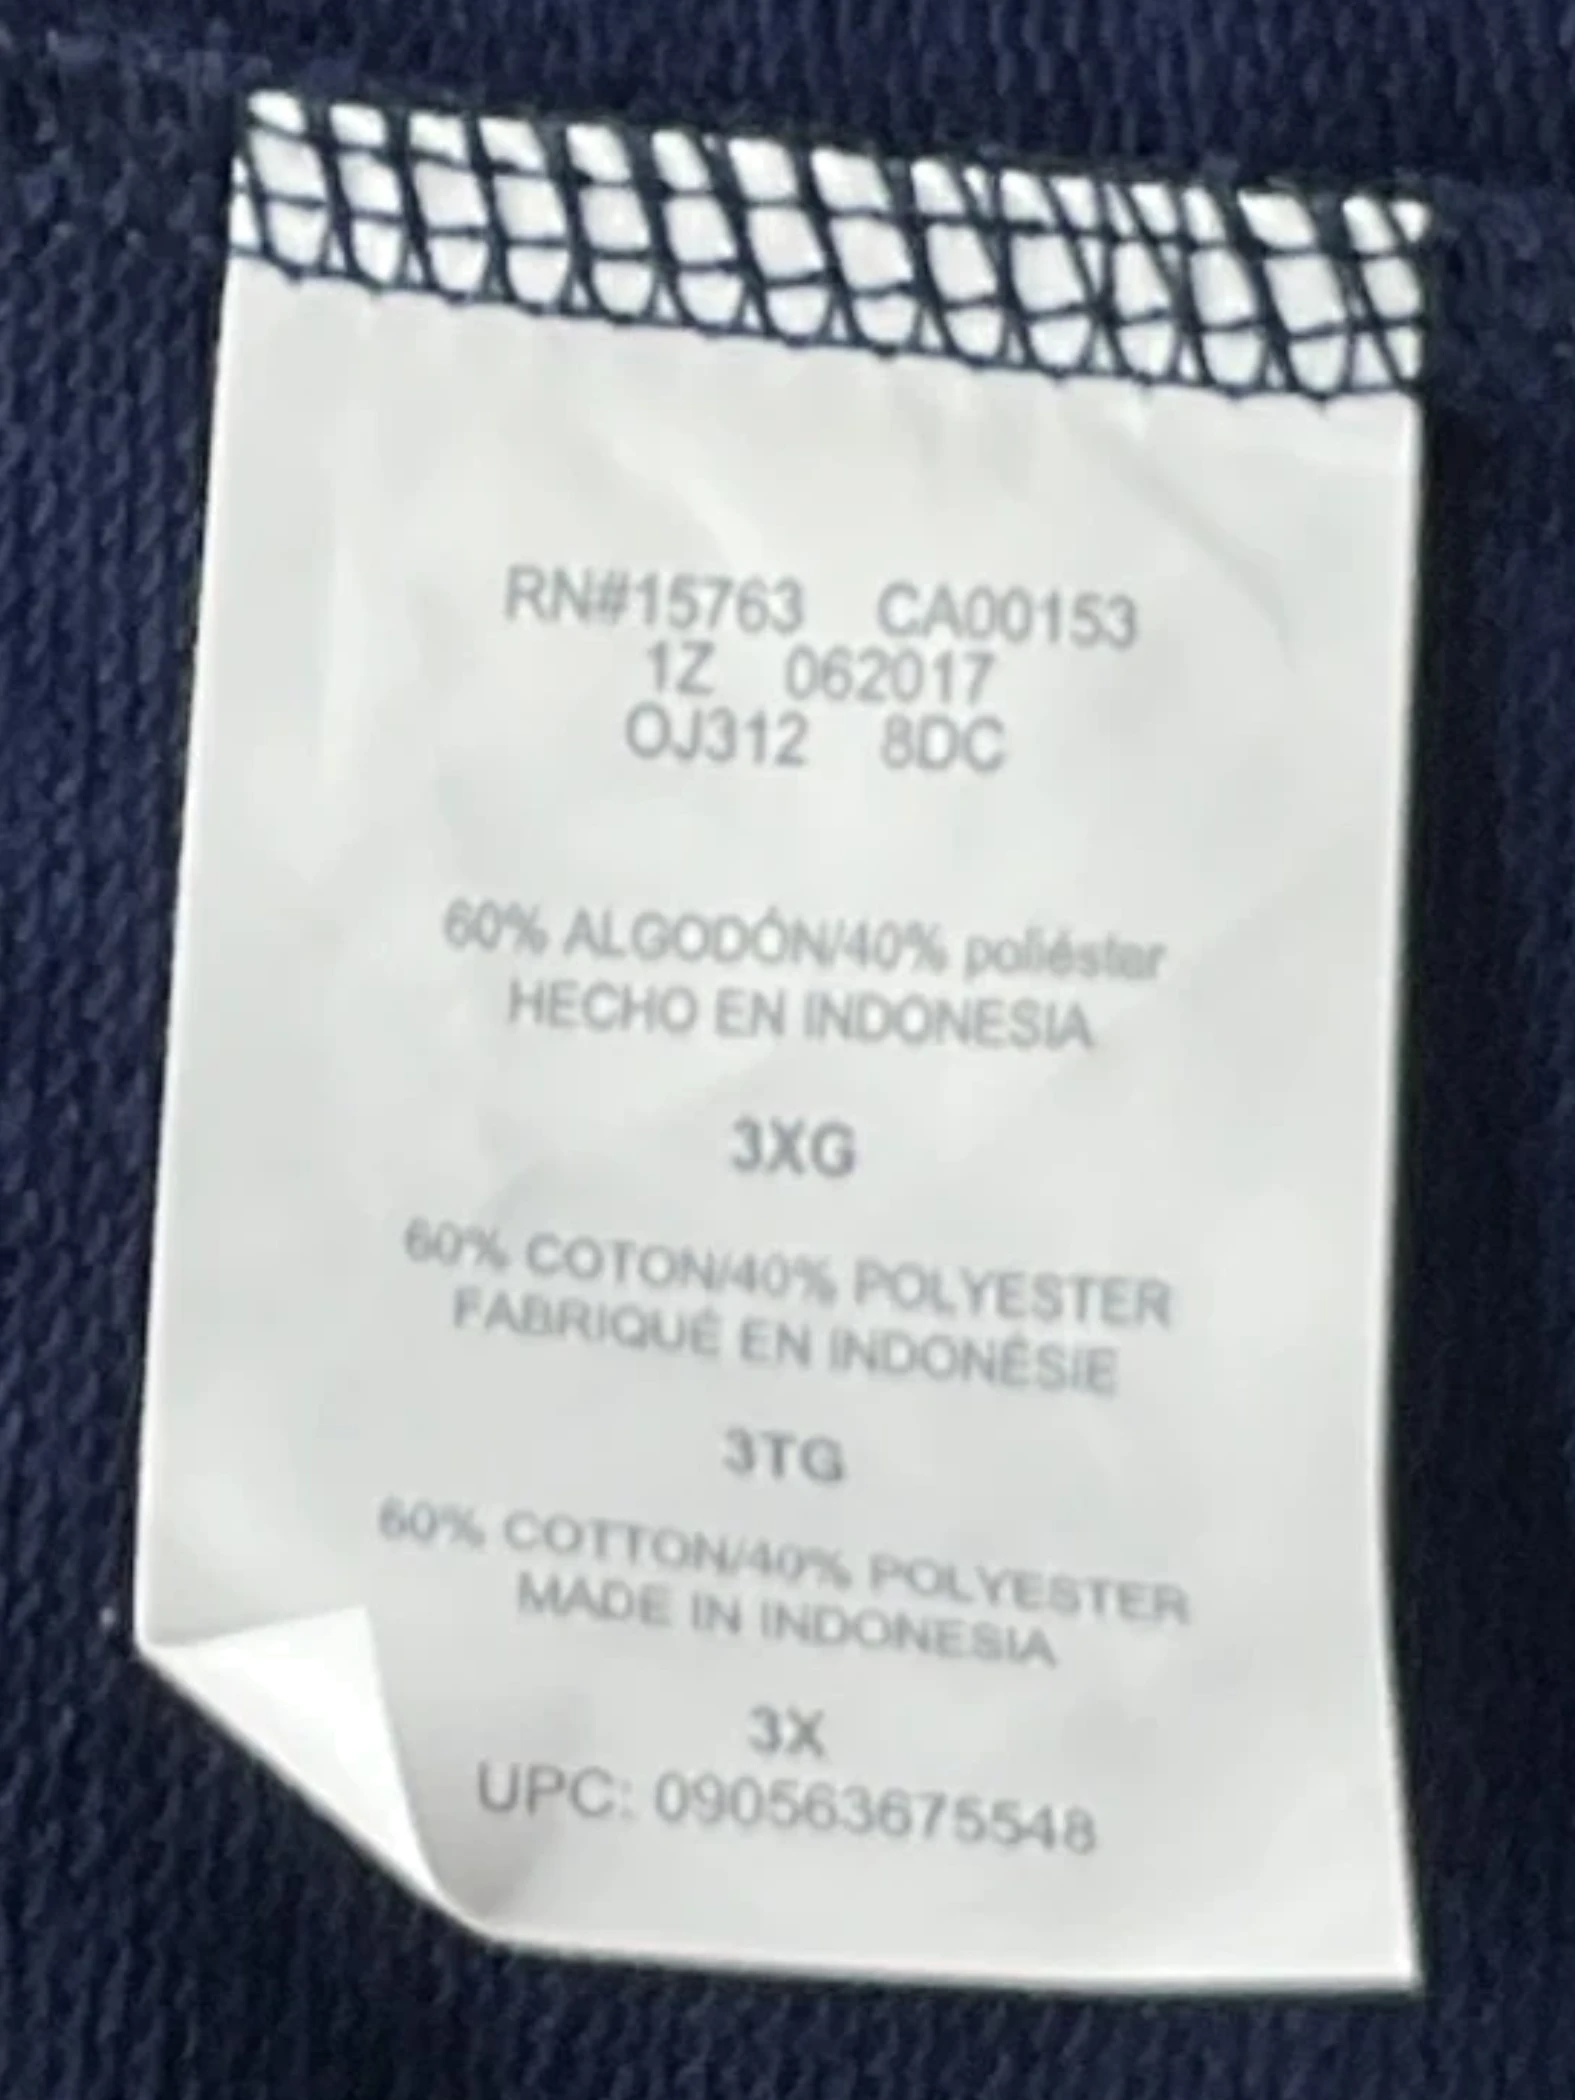 RN#15763 CA00153
1Z 062017
OJ312 8DC
60% ALGODÓN/40% poliéster
HECHO EN INDONESIA
3XG
60% COTON/40% POLYESTER
FABRIQUÉ EN INDONÉSIE
3TG
60% COTTON/40% POLYESTER
MADE IN INDONESIA
3X
UPC: 090563675548